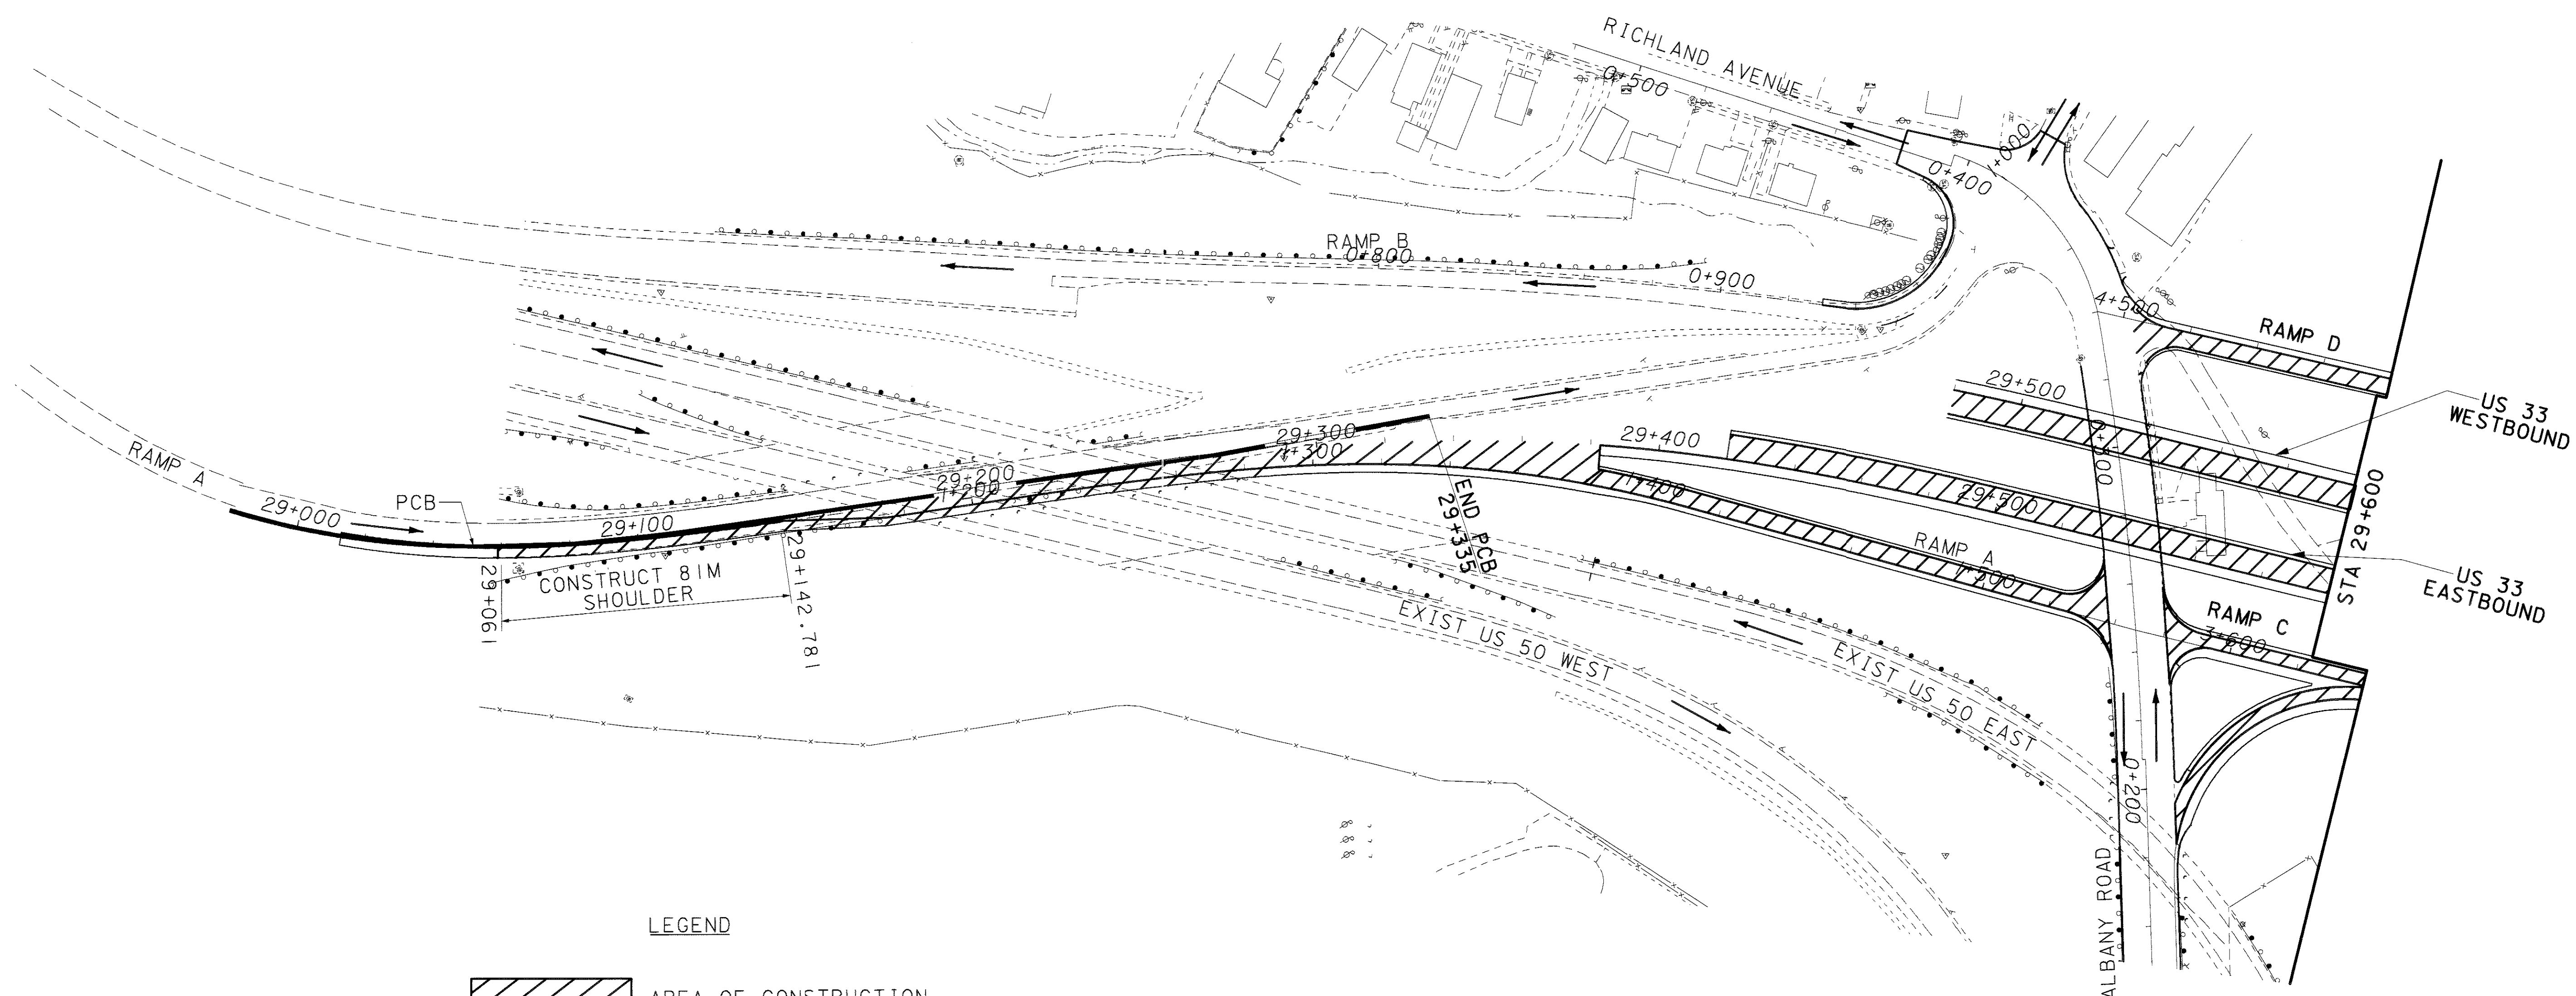 RICHLAND AVENUE
0+500
1+000
0+400
RAMP B
0+800
0+900
4+500
RAMP D
29+500
US 33
WESTBOUND
RAMP A
29+000
PCB
29+100
29+200
1+200
29+300
1+300
29+400
1+400
29+500
RAMP A
1+500
STA 29+600
US 33
EASTBOUND
RAMP C
3+600
29+061
CONSTRUCT 81M
SHOULDER
29+142.781
END PCB
29+335
EXIST US 50 WEST
EXIST US 50 EAST
0+200
ALBANY ROAD
LEGEND
AREA OF CONSTRUCTION